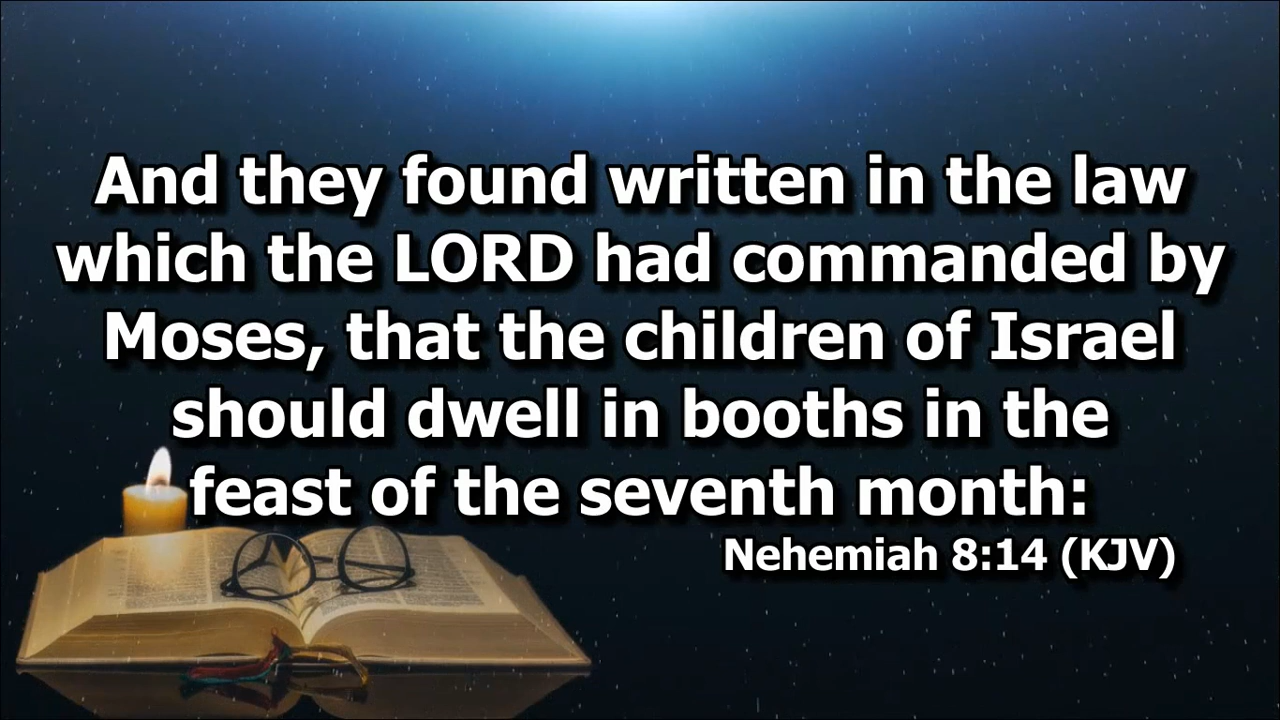 And they found written in the law
which the LORD had commanded by
Moses, that the children of Israel
should dwell in booths in the
feast of the seventh month:
Nehemiah 8:14 (KJV)